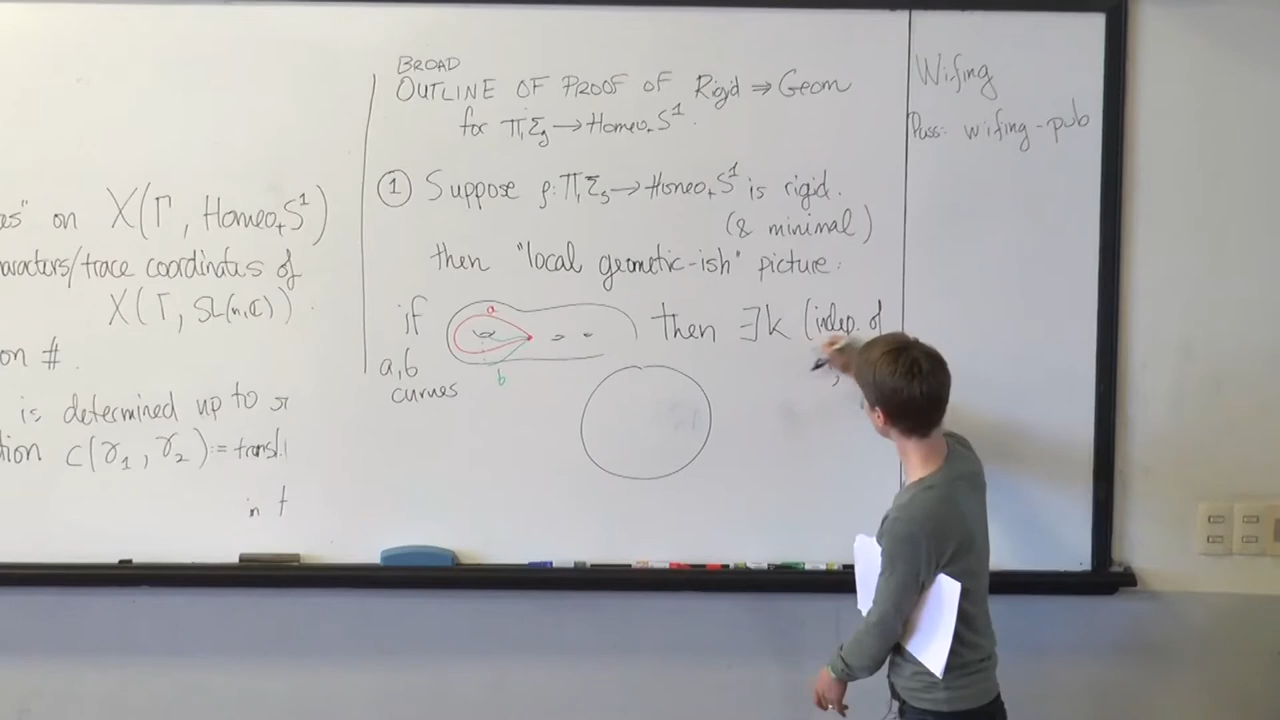 es" on X(Γ, Homeo₊S¹)
aracters/trace coordinates of
X(Γ, SL(n,ℂ)).
on #.
is determined up to
tion c(γ₁, γ₂) := transl
in t
BROAD
OUTLINE OF PROOF OF Rigid ⇒ Geom
for π₁Σg → Homeo₊S¹.
① Suppose ρ: π₁Σg → Homeo₊S¹ is rigid.
(& minimal)
then "local geometic-ish" picture:
if a then ∃k (indep. of
a,b
b
curves
Wifing
Pass: wifing-pub